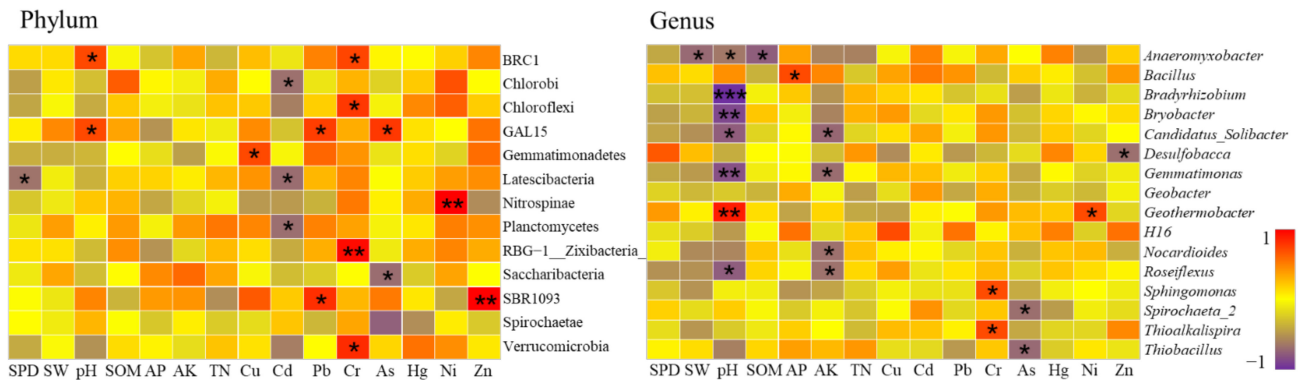 Phylum
Genus
BRC1
Chlorobi
Chloroflexi
GAL15
Gemmatimonadetes
Latescibacteria
Nitrospinae
Planctomycetes
RBG-1__Zixibacteria_
Saccharibacteria
SBR1093
Spirochaetae
Verrucomicrobia
SPD SW pH SOM AP AK TN Cu Cd Pb Cr As Hg Ni Zn
Anaeromyxobacter
Bacillus
Bradyrhizobium
Bryobacter
Candidatus_Solibacter
Desulfobacca
Gemmatimonas
Geobacter
Geothermobacter
H16
Nocardioides
Roseiflexus
Sphingomonas
Spirochaeta_2
Thioalkalispira
Thiobacillus
SPD SW pH SOM AP AK TN Cu Cd Pb Cr As Hg Ni Zn
1
−1